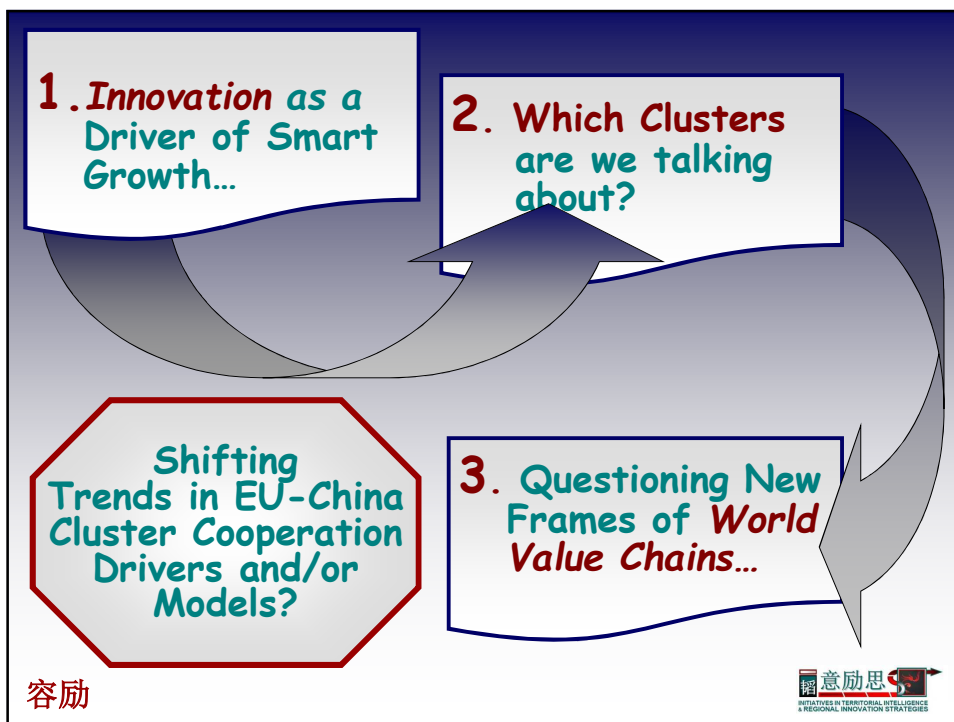 1.Innovation as a
Driver of Smart
Growth…
2. Which Clusters
are we talking
about?
Shifting
Trends in EU-China
Cluster Cooperation
Drivers and/or
Models?
3. Questioning New
Frames of World
Value Chains…
容励
意励思
INITIATIVES IN TERRITORIAL INTELLIGENCE
& REGIONAL INNOVATION STRATEGIES